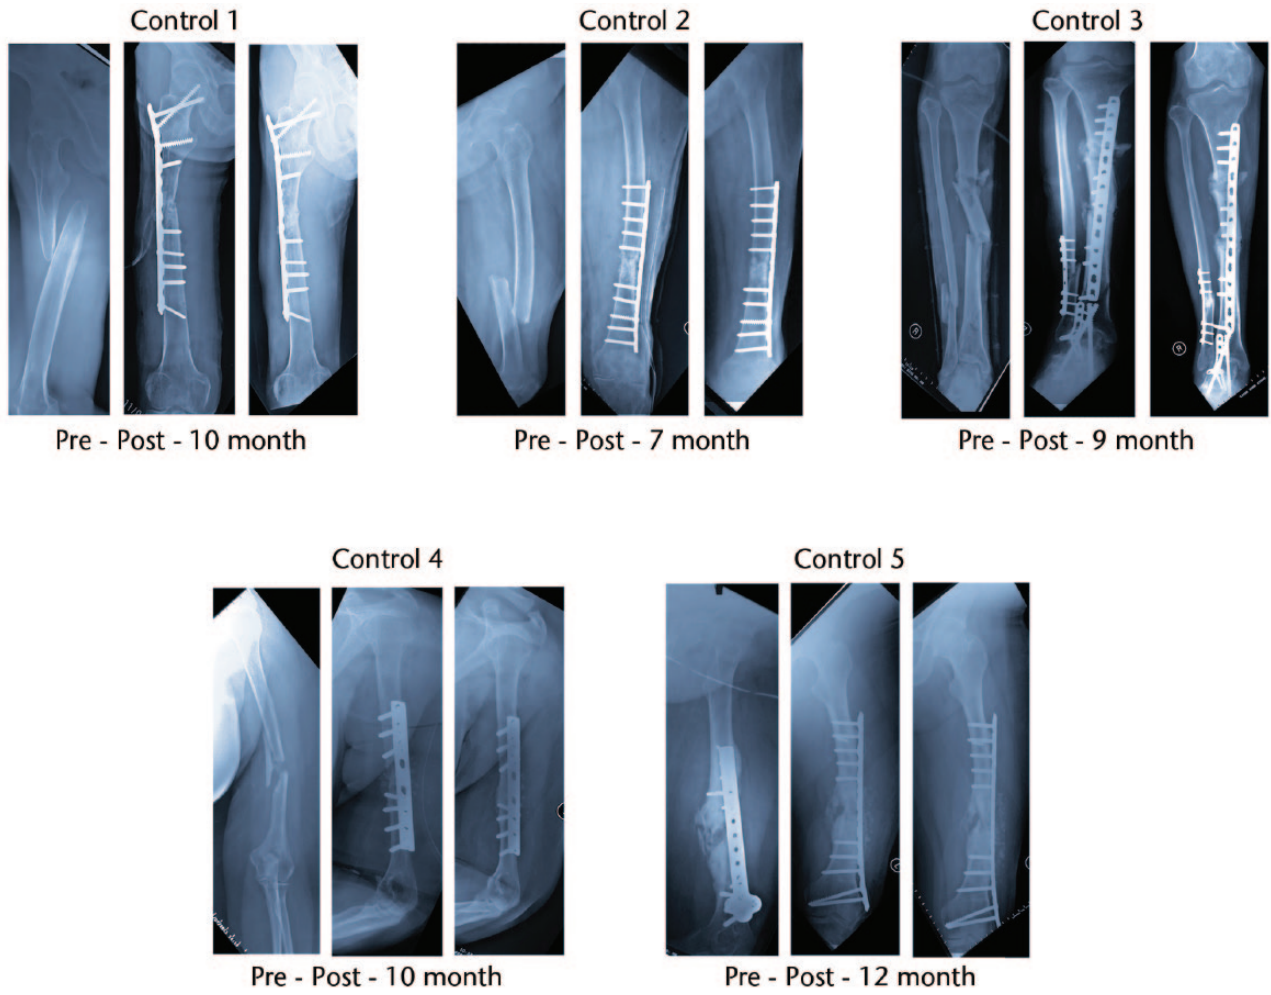 Control 1
Control 2
Control 3
Pre - Post - 10 month
Pre - Post - 7 month
Pre - Post - 9 month
Control 4
Control 5
Pre - Post - 10 month
Pre - Post - 12 month